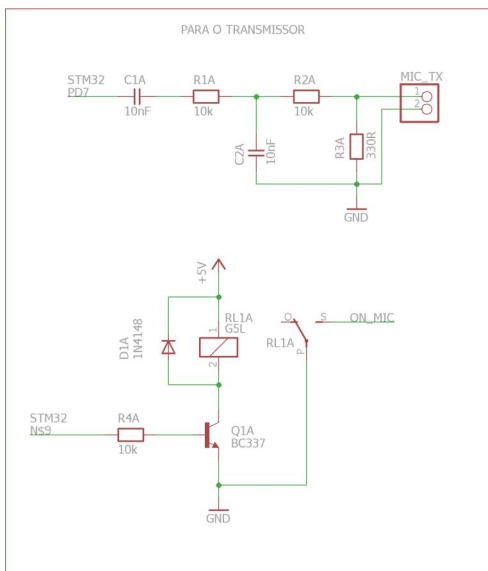 PARA O TRANSMISSOR
STM32
PD7
C1A
10nF
R1A
10k
R2A
10k
MIC_TX
1
2
C2A
10nF
R3A
330R
GND
+5V
D1A
1N4148
1
2
RL1A
G5L
O
S
P
RL1A
ON_MIC
STM32
Ns9
R4A
10k
Q1A
BC337
GND